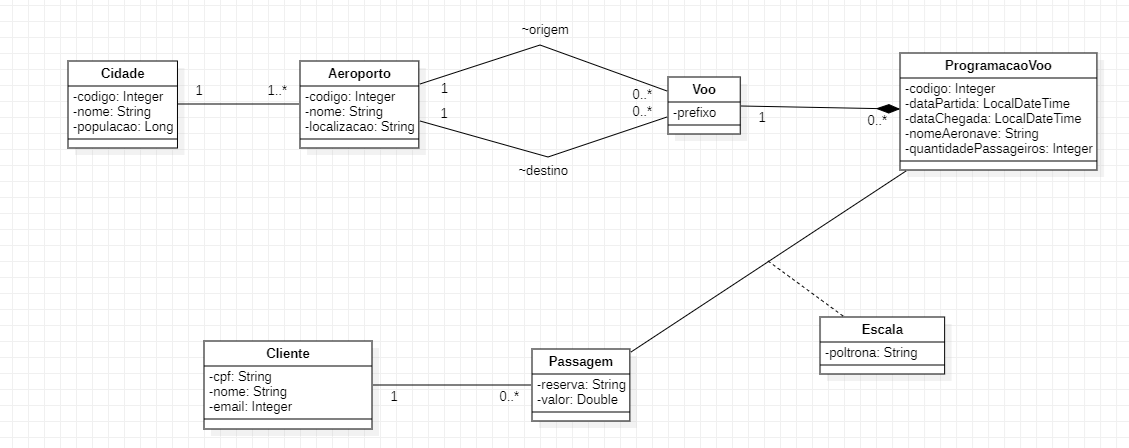 ~origem
Cidade
-codigo: Integer
-nome: String
-populacao: Long
1
1..*
Aeroporto
-codigo: Integer
-nome: String
-localizacao: String
1
0..*
1
0..*
~destino
Voo
-prefixo
1
0..*
ProgramacaoVoo
-codigo: Integer
-dataPartida: LocalDateTime
-dataChegada: LocalDateTime
-nomeAeronave: String
-quantidadePassageiros: Integer
Escala
-poltrona: String
Cliente
-cpf: String
-nome: String
-email: Integer
1
0..*
Passagem
-reserva: String
-valor: Double